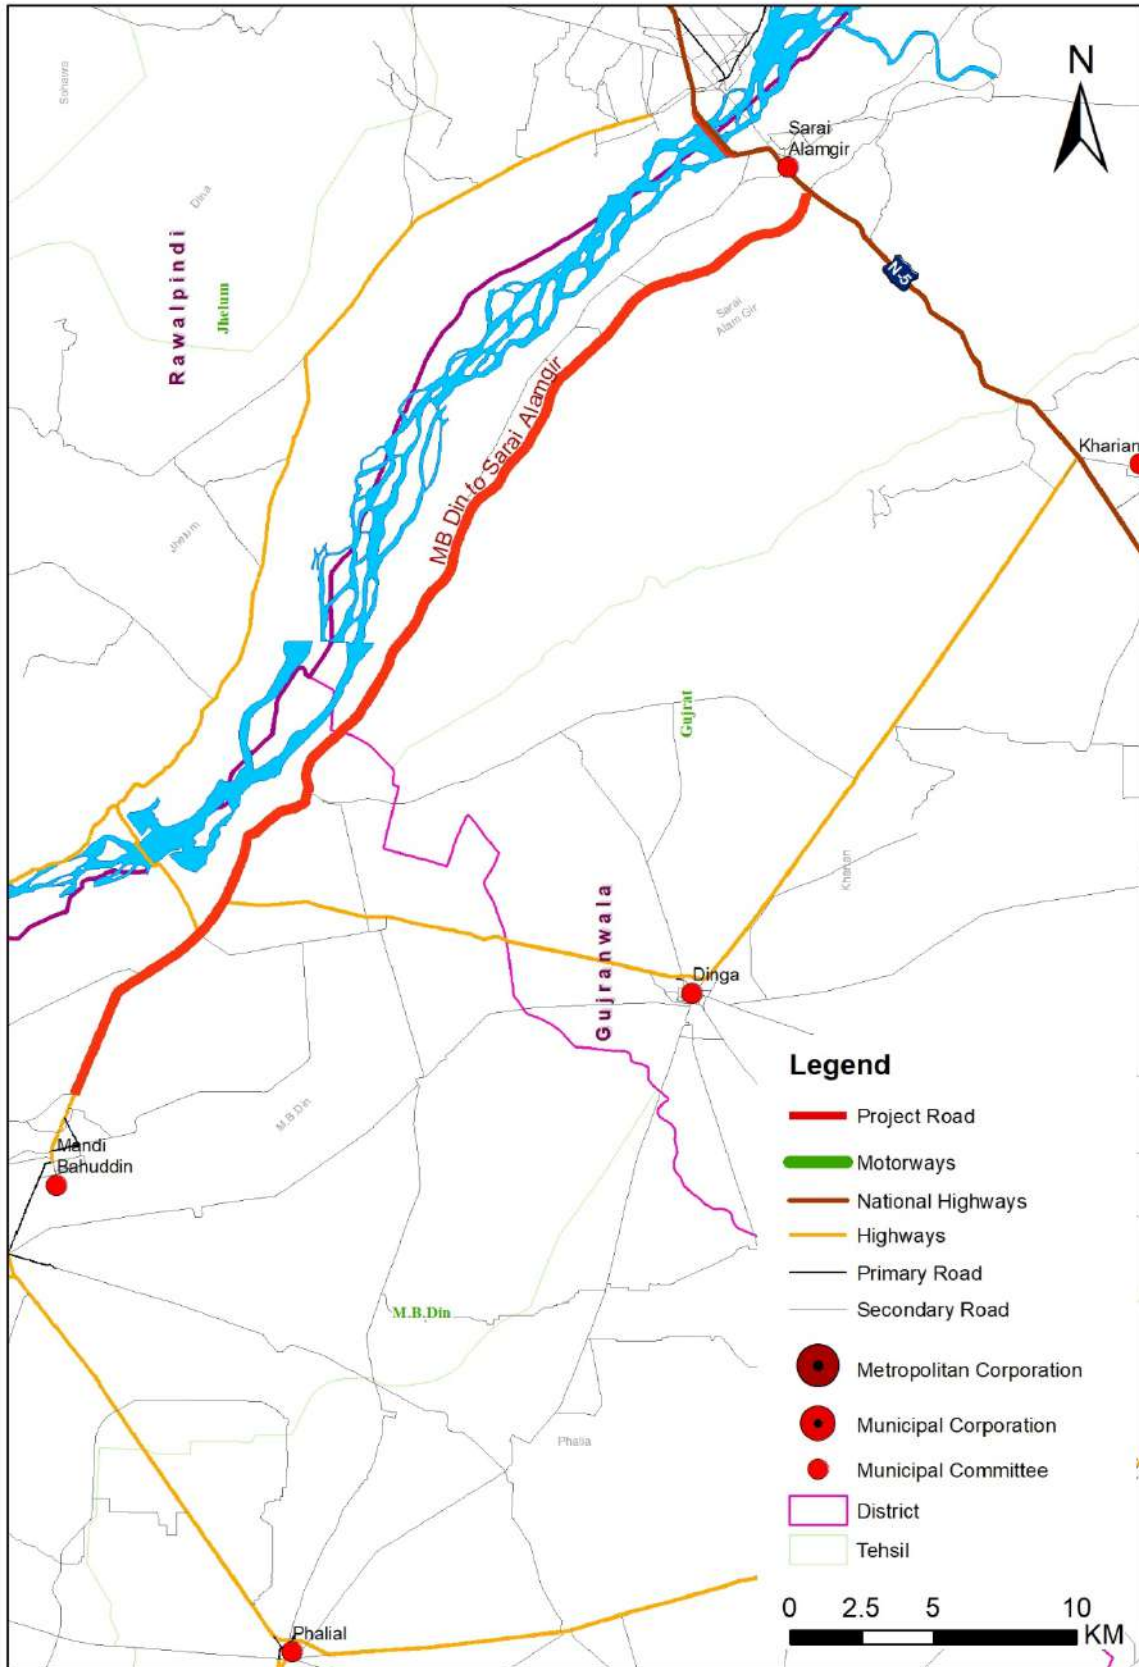 N
Sohawa
Sarai
Alamgir
Dina
Rawalpindi
Jhelum
N-5
Sarai
Alam Gir
MB Din to Sarai Alamgir
Kharian
Jhelum
Gujrat
Kharian
Gujranwala
Dinga
M.B.Din
Mandi
Bahuddin
M.B.Din
Phalia
Phalial
Legend
Project Road
Motorways
National Highways
Highways
Primary Road
Secondary Road
Metropolitan Corporation
Municipal Corporation
Municipal Committee
District
Tehsil
0 2.5 5 10
KM